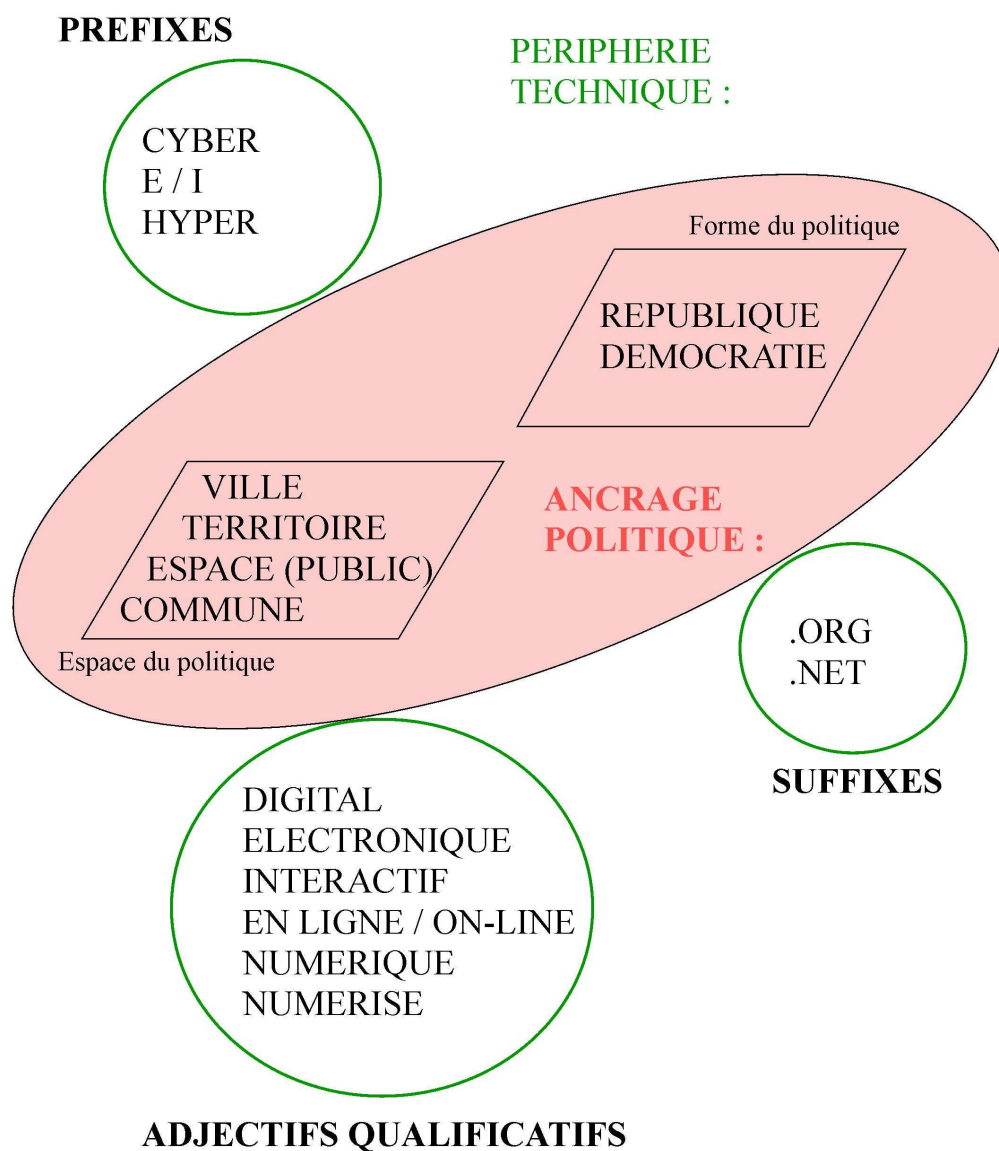 PREFIXES
CYBER
E / I
HYPER
PERIPHERIE
TECHNIQUE :
Forme du politique
REPUBLIQUE
DEMOCRATIE
VILLE
TERRITOIRE
ESPACE (PUBLIC)
COMMUNE
Espace du politique
ANCRAGE
POLITIQUE :
.ORG
.NET
SUFFIXES
DIGITAL
ELECTRONIQUE
INTERACTIF
EN LIGNE / ON-LINE
NUMERIQUE
NUMERISE
ADJECTIFS QUALIFICATIFS